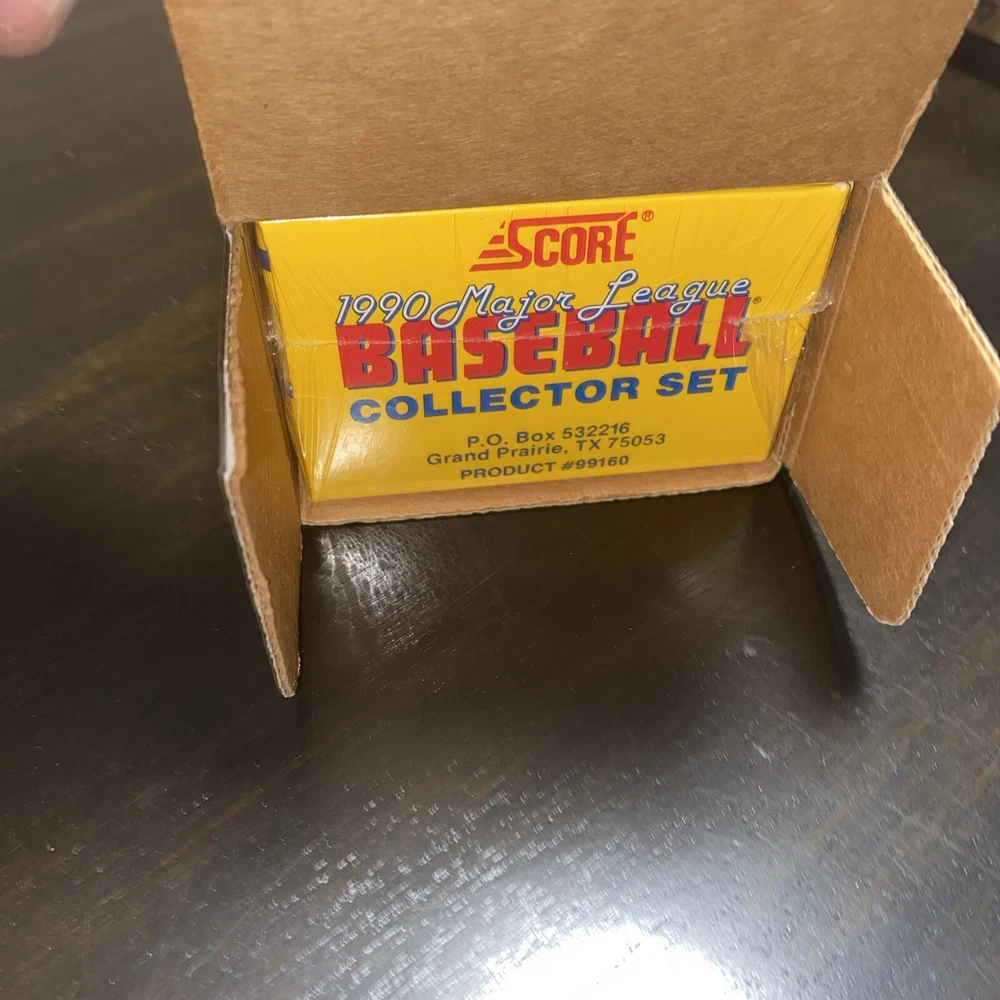 SCORE®
1990 Major League
BASEBALL®
COLLECTOR SET
P.O. Box 532216
Grand Prairie, TX 75053
PRODUCT #99160